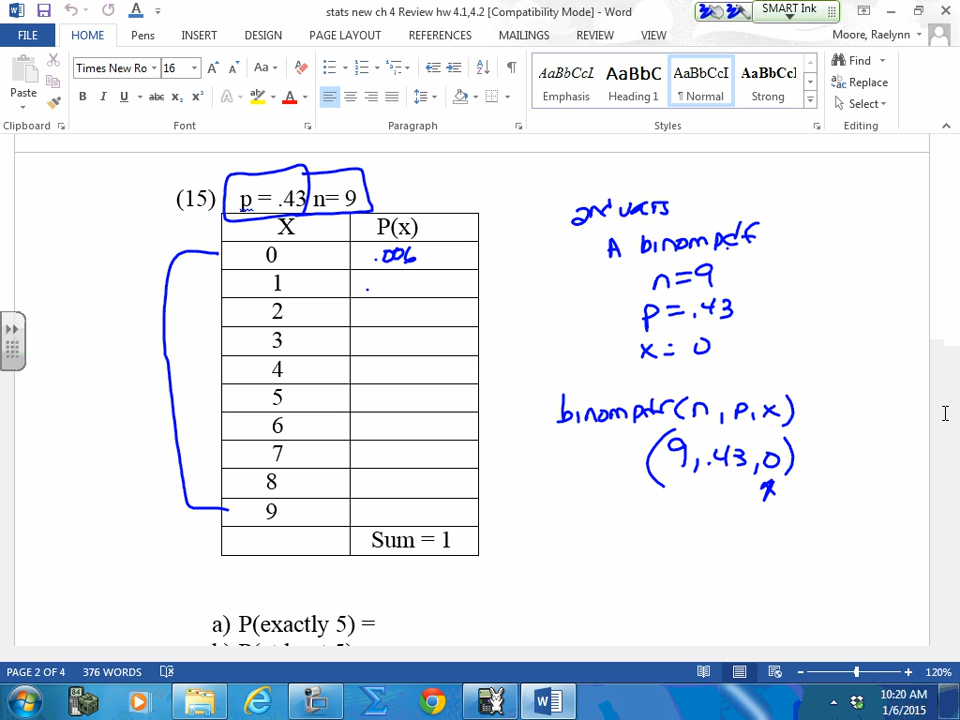 stats new ch 4 Review hw 4.1,4.2 [Compatibility Mode] - Word
SMART Ink
FILE HOME Pens INSERT DESIGN PAGE LAYOUT REFERENCES MAILINGS REVIEW VIEW
Moore, Raelynn
Paste
Times New Ro 16 Aa
B I U abc x₂ x² A A
AaBbCcI AaBbC AaBbCcI AaBbCcI
Emphasis Heading 1 ¶ Normal Strong
Find
Replace
Select
Clipboard Font Paragraph Styles Editing
(15) p = .43 n= 9
X P(x)
0 .006
1 .
2
3
4
5
6
7
8
9
Sum = 1
2nd vars
A binompdf
n=9
p=.43
x= 0
binompdf(n, p, x)
(9, .43, 0)
x
a) P(exactly 5) =
PAGE 2 OF 4 376 WORDS
120%
10:20 AM
1/6/2015